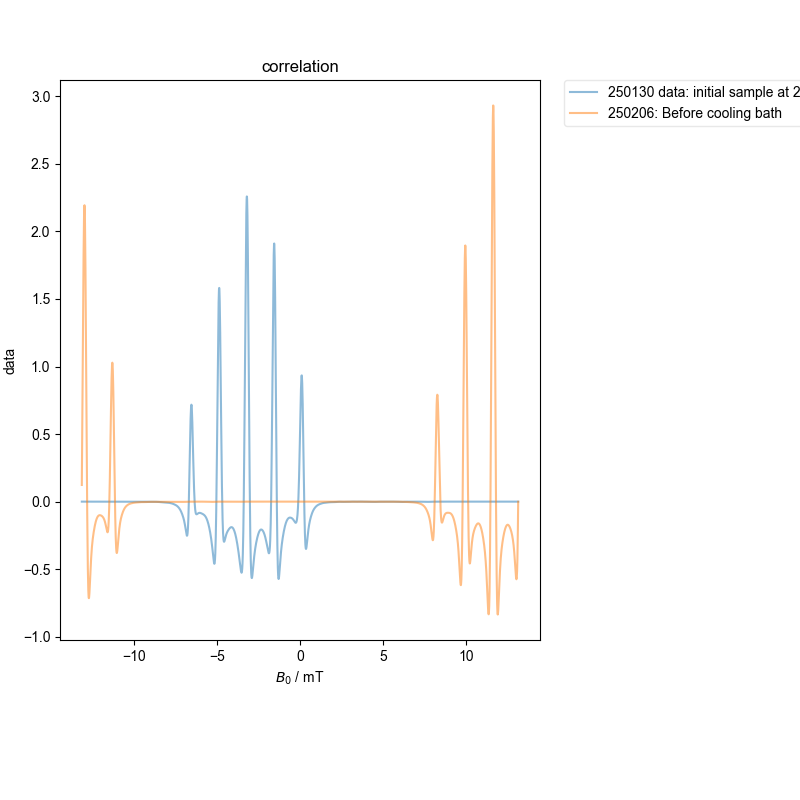 correlation
250130 data: initial sample at 2
250206: Before cooling bath
3.0
2.5
2.0
1.5
1.0
0.5
0.0
−0.5
−1.0
data
−10 −5 0 5 10
B₀ / mT